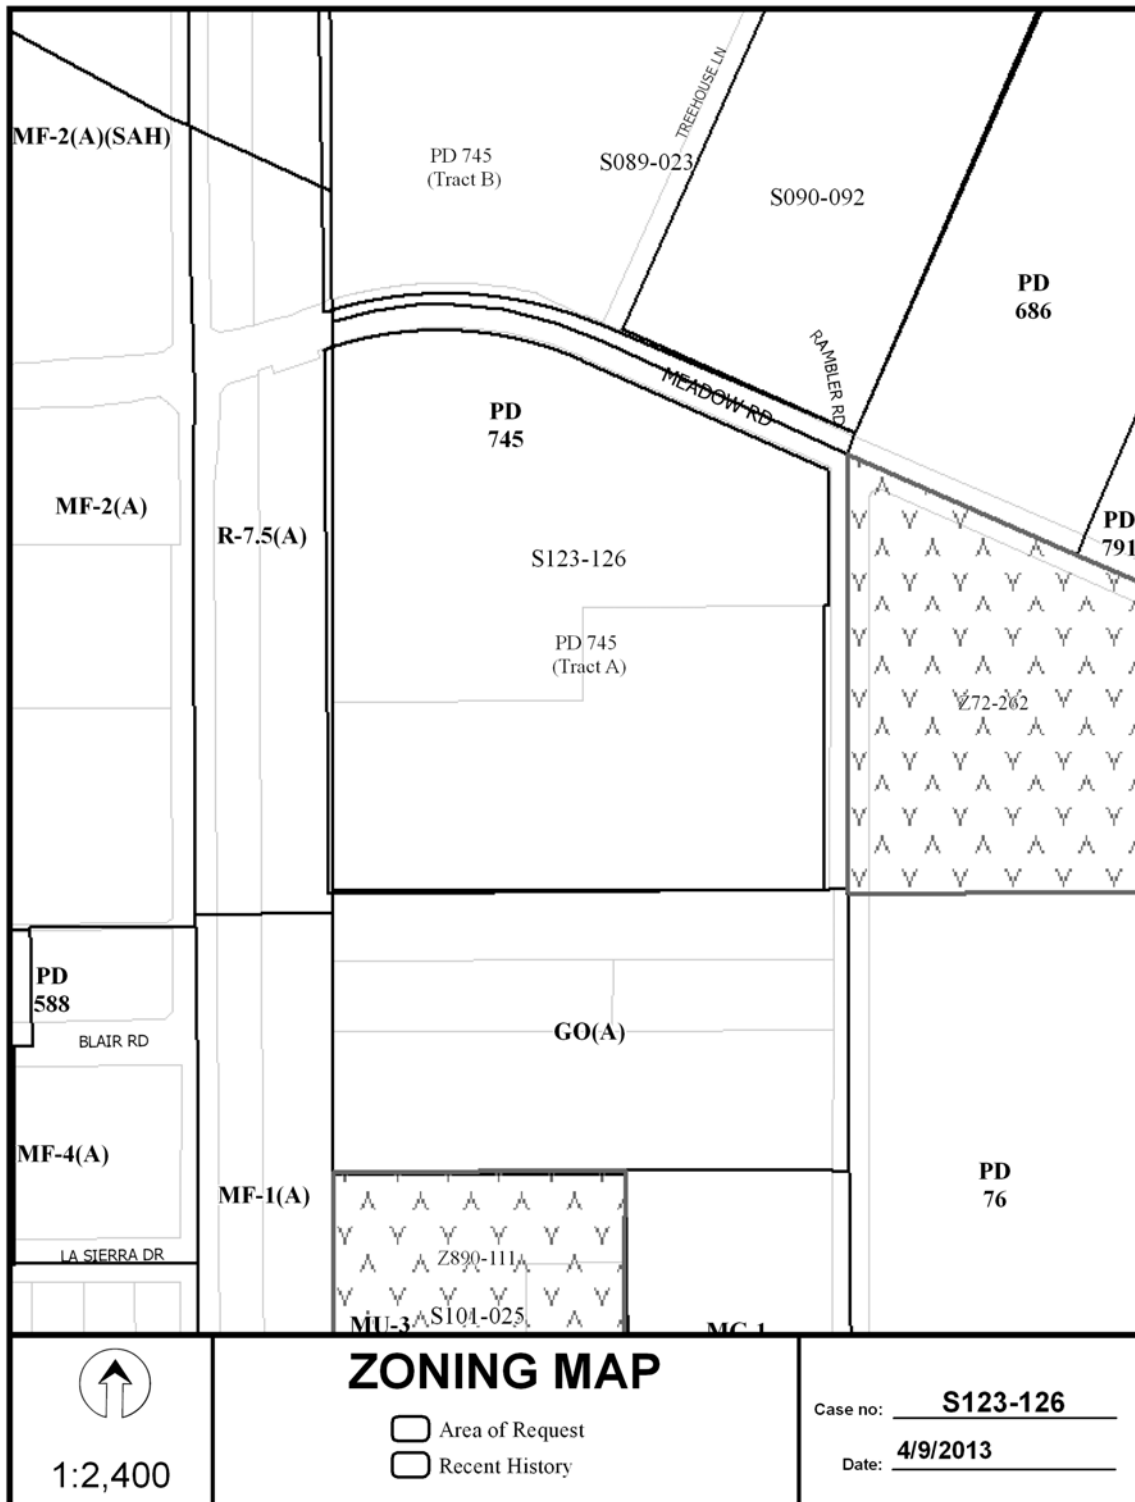 TREEHOUSE LN
MF-2(A)(SAH)
PD 745
(Tract B)
S089-023
S090-092
PD
686
RAMBLER RD
MEADOW RD
PD
745
MF-2(A)
R-7.5(A)
PD
791
S123-126
PD 745
(Tract A)
Z72-262
PD
588
GO(A)
BLAIR RD
MF-4(A)
MF-1(A)
PD
76
LA SIERRA DR
Z890-111
S101-025
MU-3
MC-1
ZONING MAP
Area of Request
Recent History
1:2,400
Case no: S123-126
Date: 4/9/2013